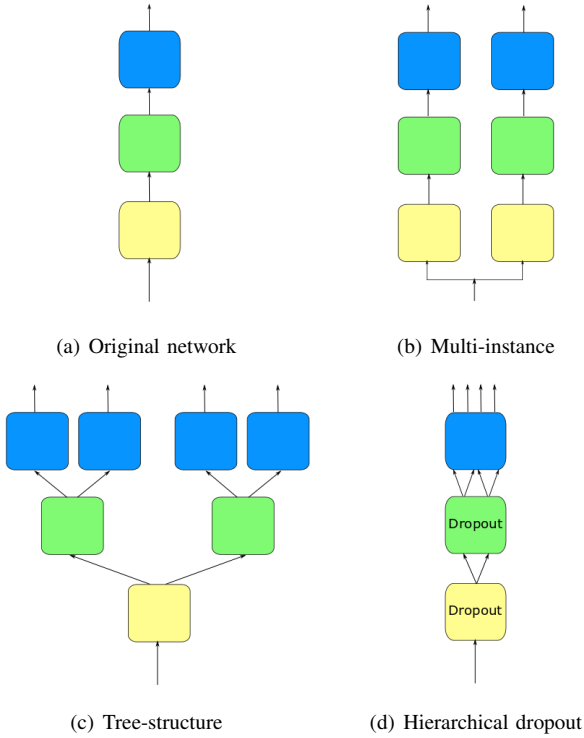 (a) Original network
(b) Multi-instance
Dropout
Dropout
(c) Tree-structure
(d) Hierarchical dropout